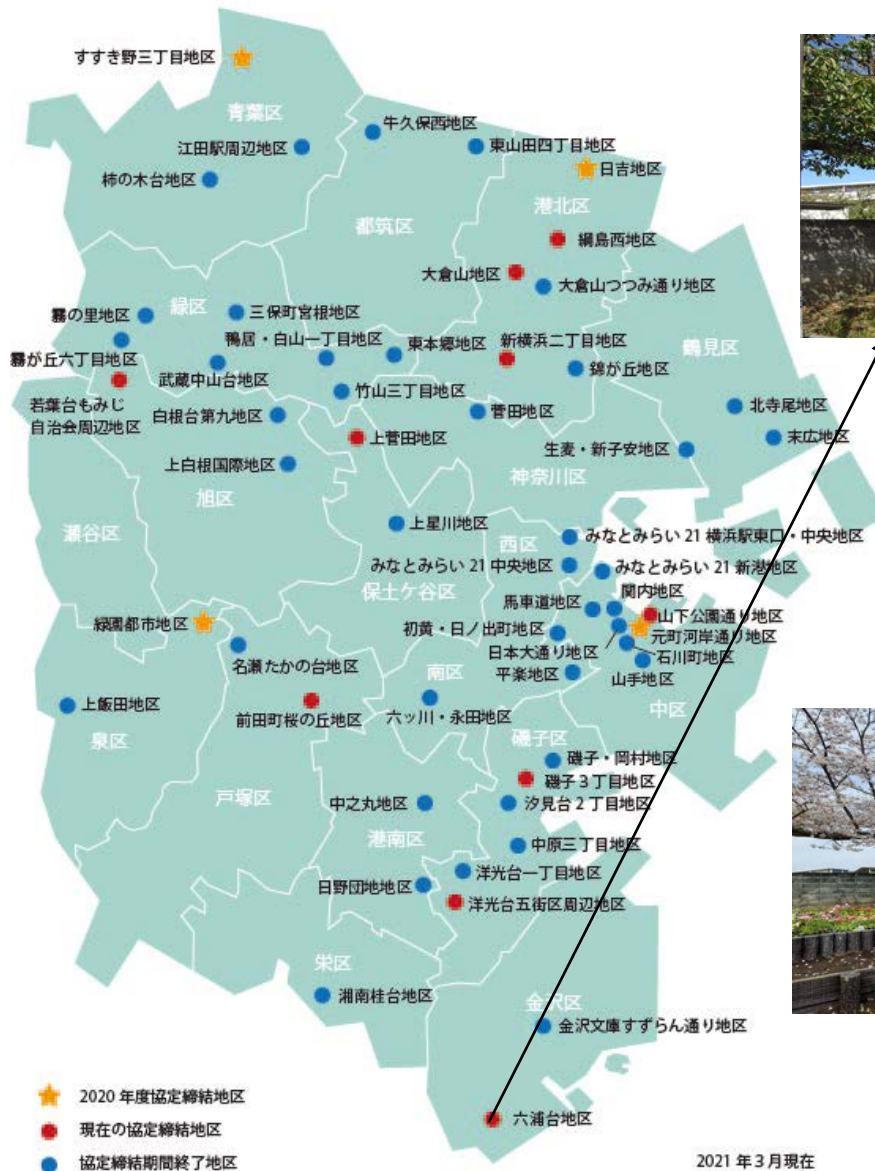 すすき野三丁目地区
青葉区
牛久保西地区
江田駅周辺地区
東山田四丁目地区
日吉地区
柿の木台地区
港北区
都筑区
綱島西地区
大倉山地区
大倉山つつみ通り地区
霧の里地区
緑区
三保町宮根地区
鴨居・白山一丁目地区
東本郷地区
新横浜二丁目地区
鶴見区
霧が丘六丁目地区
武蔵中山台地区
錦が丘地区
若葉台もみじ
自治会周辺地区
竹山三丁目地区
白根台第九地区
菅田地区
北寺尾地区
上菅田地区
末広地区
生麦・新子安地区
上白根国際地区
神奈川区
旭区
瀬谷区
上星川地区
西区
みなとみらい 21 横浜駅東口・中央地区
みなとみらい 21 中央地区
みなとみらい 21 新港地区
保土ケ谷区
関内地区
馬車道地区
山下公園通り地区
緑園都市地区
初黄・日ノ出町地区
元町河岸通り地区
日本大通り地区
石川町地区
名瀬たかの台地区
南区
平楽地区
山手地区
上飯田地区
前田町桜の丘地区
六ッ川・永田地区
中区
泉区
磯子区
磯子・岡村地区
磯子３丁目地区
戸塚区
中之丸地区
汐見台２丁目地区
港南区
中原三丁目地区
日野団地地区
洋光台一丁目地区
洋光台五街区周辺地区
栄区
湘南桂台地区
金沢区
金沢文庫すずらん通り地区
2020 年度協定締結地区
六浦台地区
現在の協定締結地区
協定締結期間終了地区
2021 年３月現在